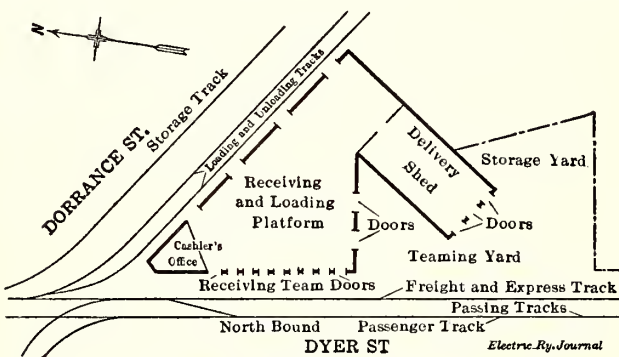 N
DORRANCE ST.
Storage Track
Loading and Unloading Tracks
Receiving
and Loading
Platform
Delivery
Shed
Storage Yard
Doors
Doors
Cashier's
Office
Teaming Yard
Receiving Team Doors
Freight and Express Track
Passing Tracks
North Bound
Passenger Track
DYER ST
Electric Ry. Journal